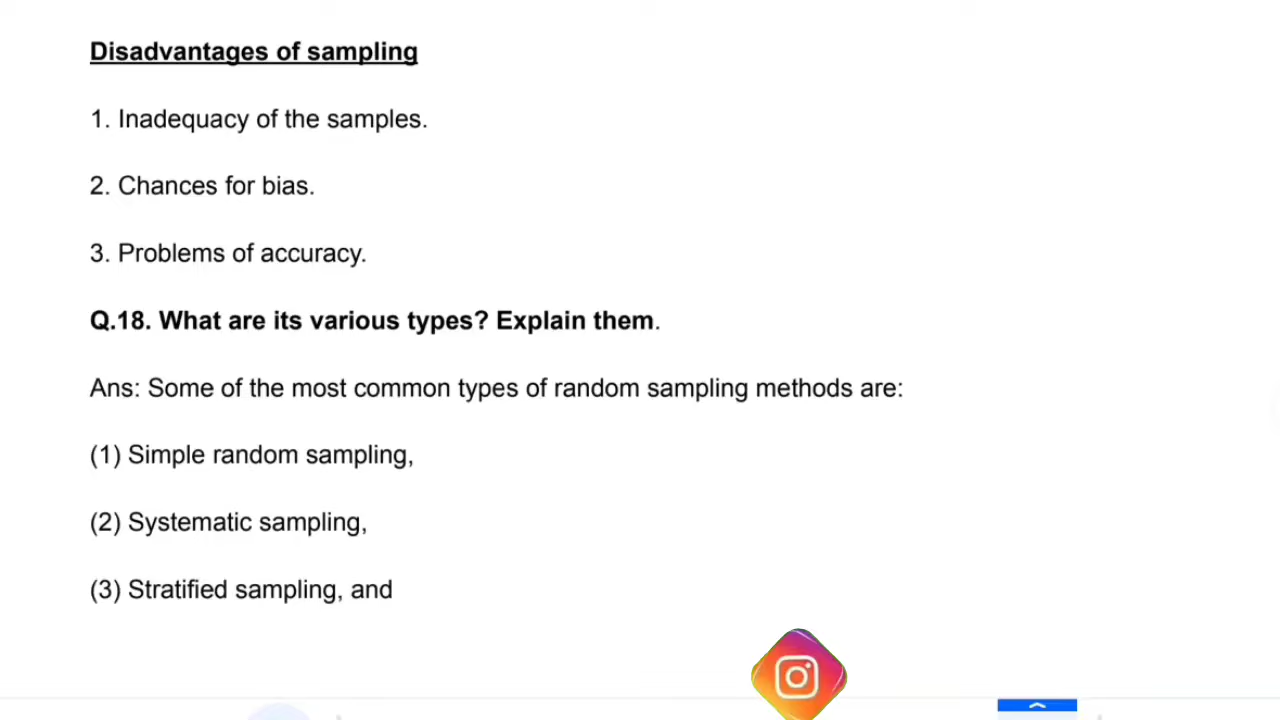 Disadvantages of sampling
1. Inadequacy of the samples.
2. Chances for bias.
3. Problems of accuracy.
Q.18. What are its various types? Explain them.
Ans: Some of the most common types of random sampling methods are:
(1) Simple random sampling,
(2) Systematic sampling,
(3) Stratified sampling, and